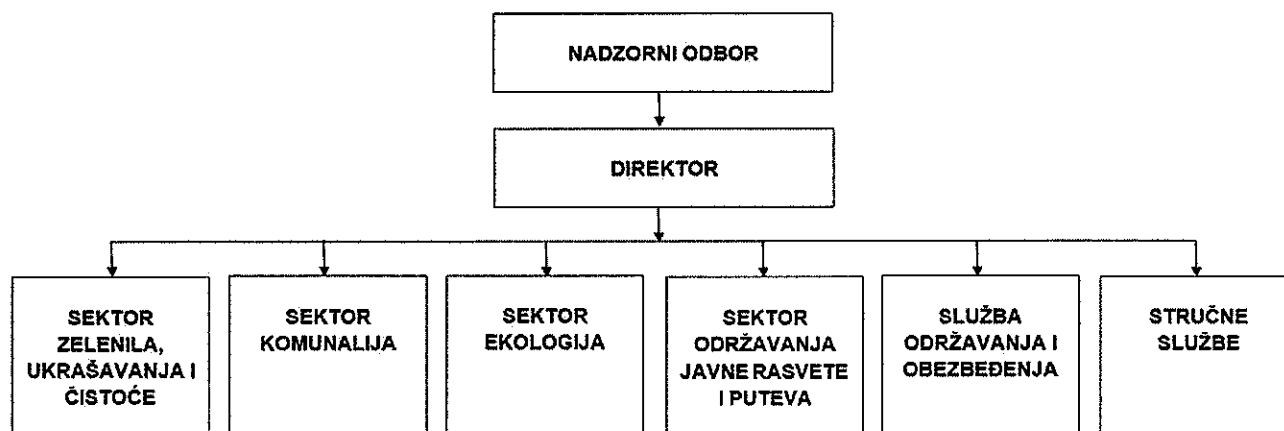 NADZORNI ODBOR
DIREKTOR
SEKTOR
ZELENILA,
UKRAŠAVANJA I
ČISTOĆE
SEKTOR
KOMUNALIJA
SEKTOR
EKOLOGIJA
SEKTOR
ODRŽAVANJA
JAVNE RASVETE
I PUTEVA
SLUŽBA
ODRŽAVANJA I
OBEZBEĐENJA
STRUČNE
SLUŽBE